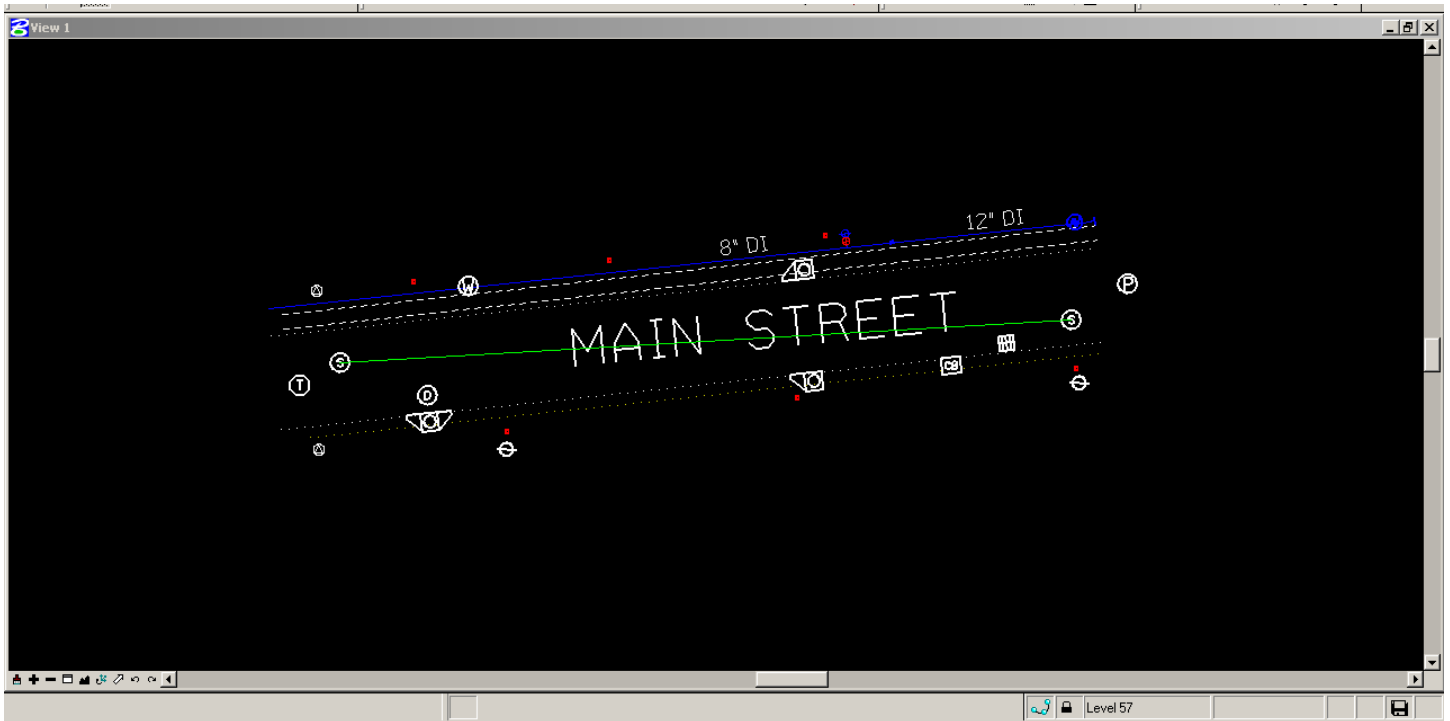 View 1
12" DI
8" DI
W
P
MAIN STREET
S
S
T
CB
D
Level 57